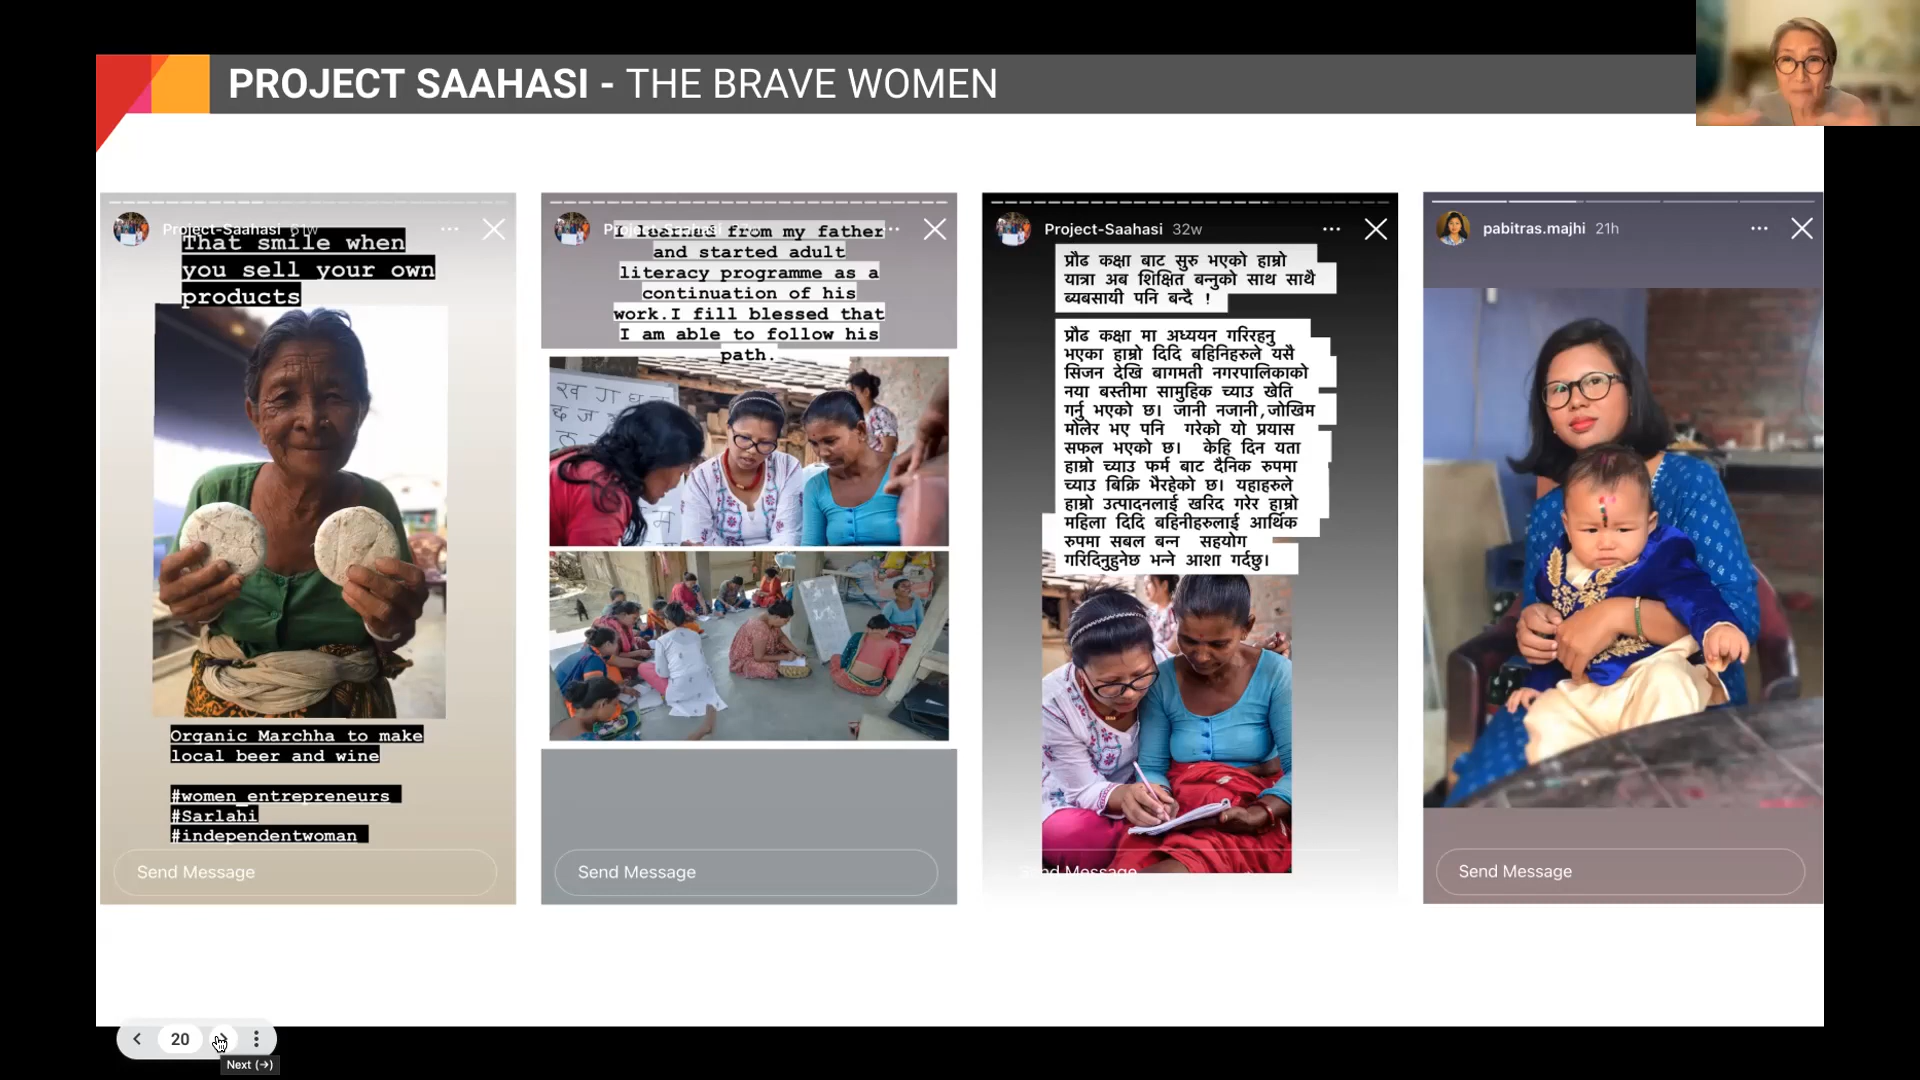 PROJECT SAAHASI - THE BRAVE WOMEN
Project-Saahasi 61w
That smile when
you sell your own
products
Organic Marchha to make
local beer and wine
#women_entrepreneurs
#Sarlahi
#independentwoman
Send Message
Project-Saahasi
I learned from my father
and started adult
literacy programme as a
continuation of his
work.I fill blessed that
I am able to follow his
path.
ख ग घ
छ ज
ठ
Send Message
Project-Saahasi 32w
प्रौढ कक्षा बाट सुरु भएको हाम्रो
यात्रा अब शिक्षित बन्नुको साथ साथै
ब्यबसायी पनि बन्दै !
प्रौढ कक्षा मा अध्ययन गरिरहनु
भएका हाम्रो दिदि बहिनिहरुले यसै
सिजन देखि बागमती नगरपालिकाको
नया बस्तीमा सामुहिक च्याउ खेति
गर्नु भएको छ। जानी नजानी,जोखिम
मोलेर भए पनि गरेको यो प्रयास
सफल भएको छ। केहि दिन यता
हाम्रो च्याउ फर्म बाट दैनिक रुपमा
च्याउ बिक्रि भैरहेको छ। यहाहरुले
हाम्रो उत्पादनलाई खरिद गरेर हाम्रो
महिला दिदि बहिनीहरुलाई आर्थिक
रुपमा सबल बन्न सहयोग
गरिदिनुहुनेछ भन्ने आशा गर्दछु।
Send Message
pabitras.majhi 21h
Send Message
20
Next (→)